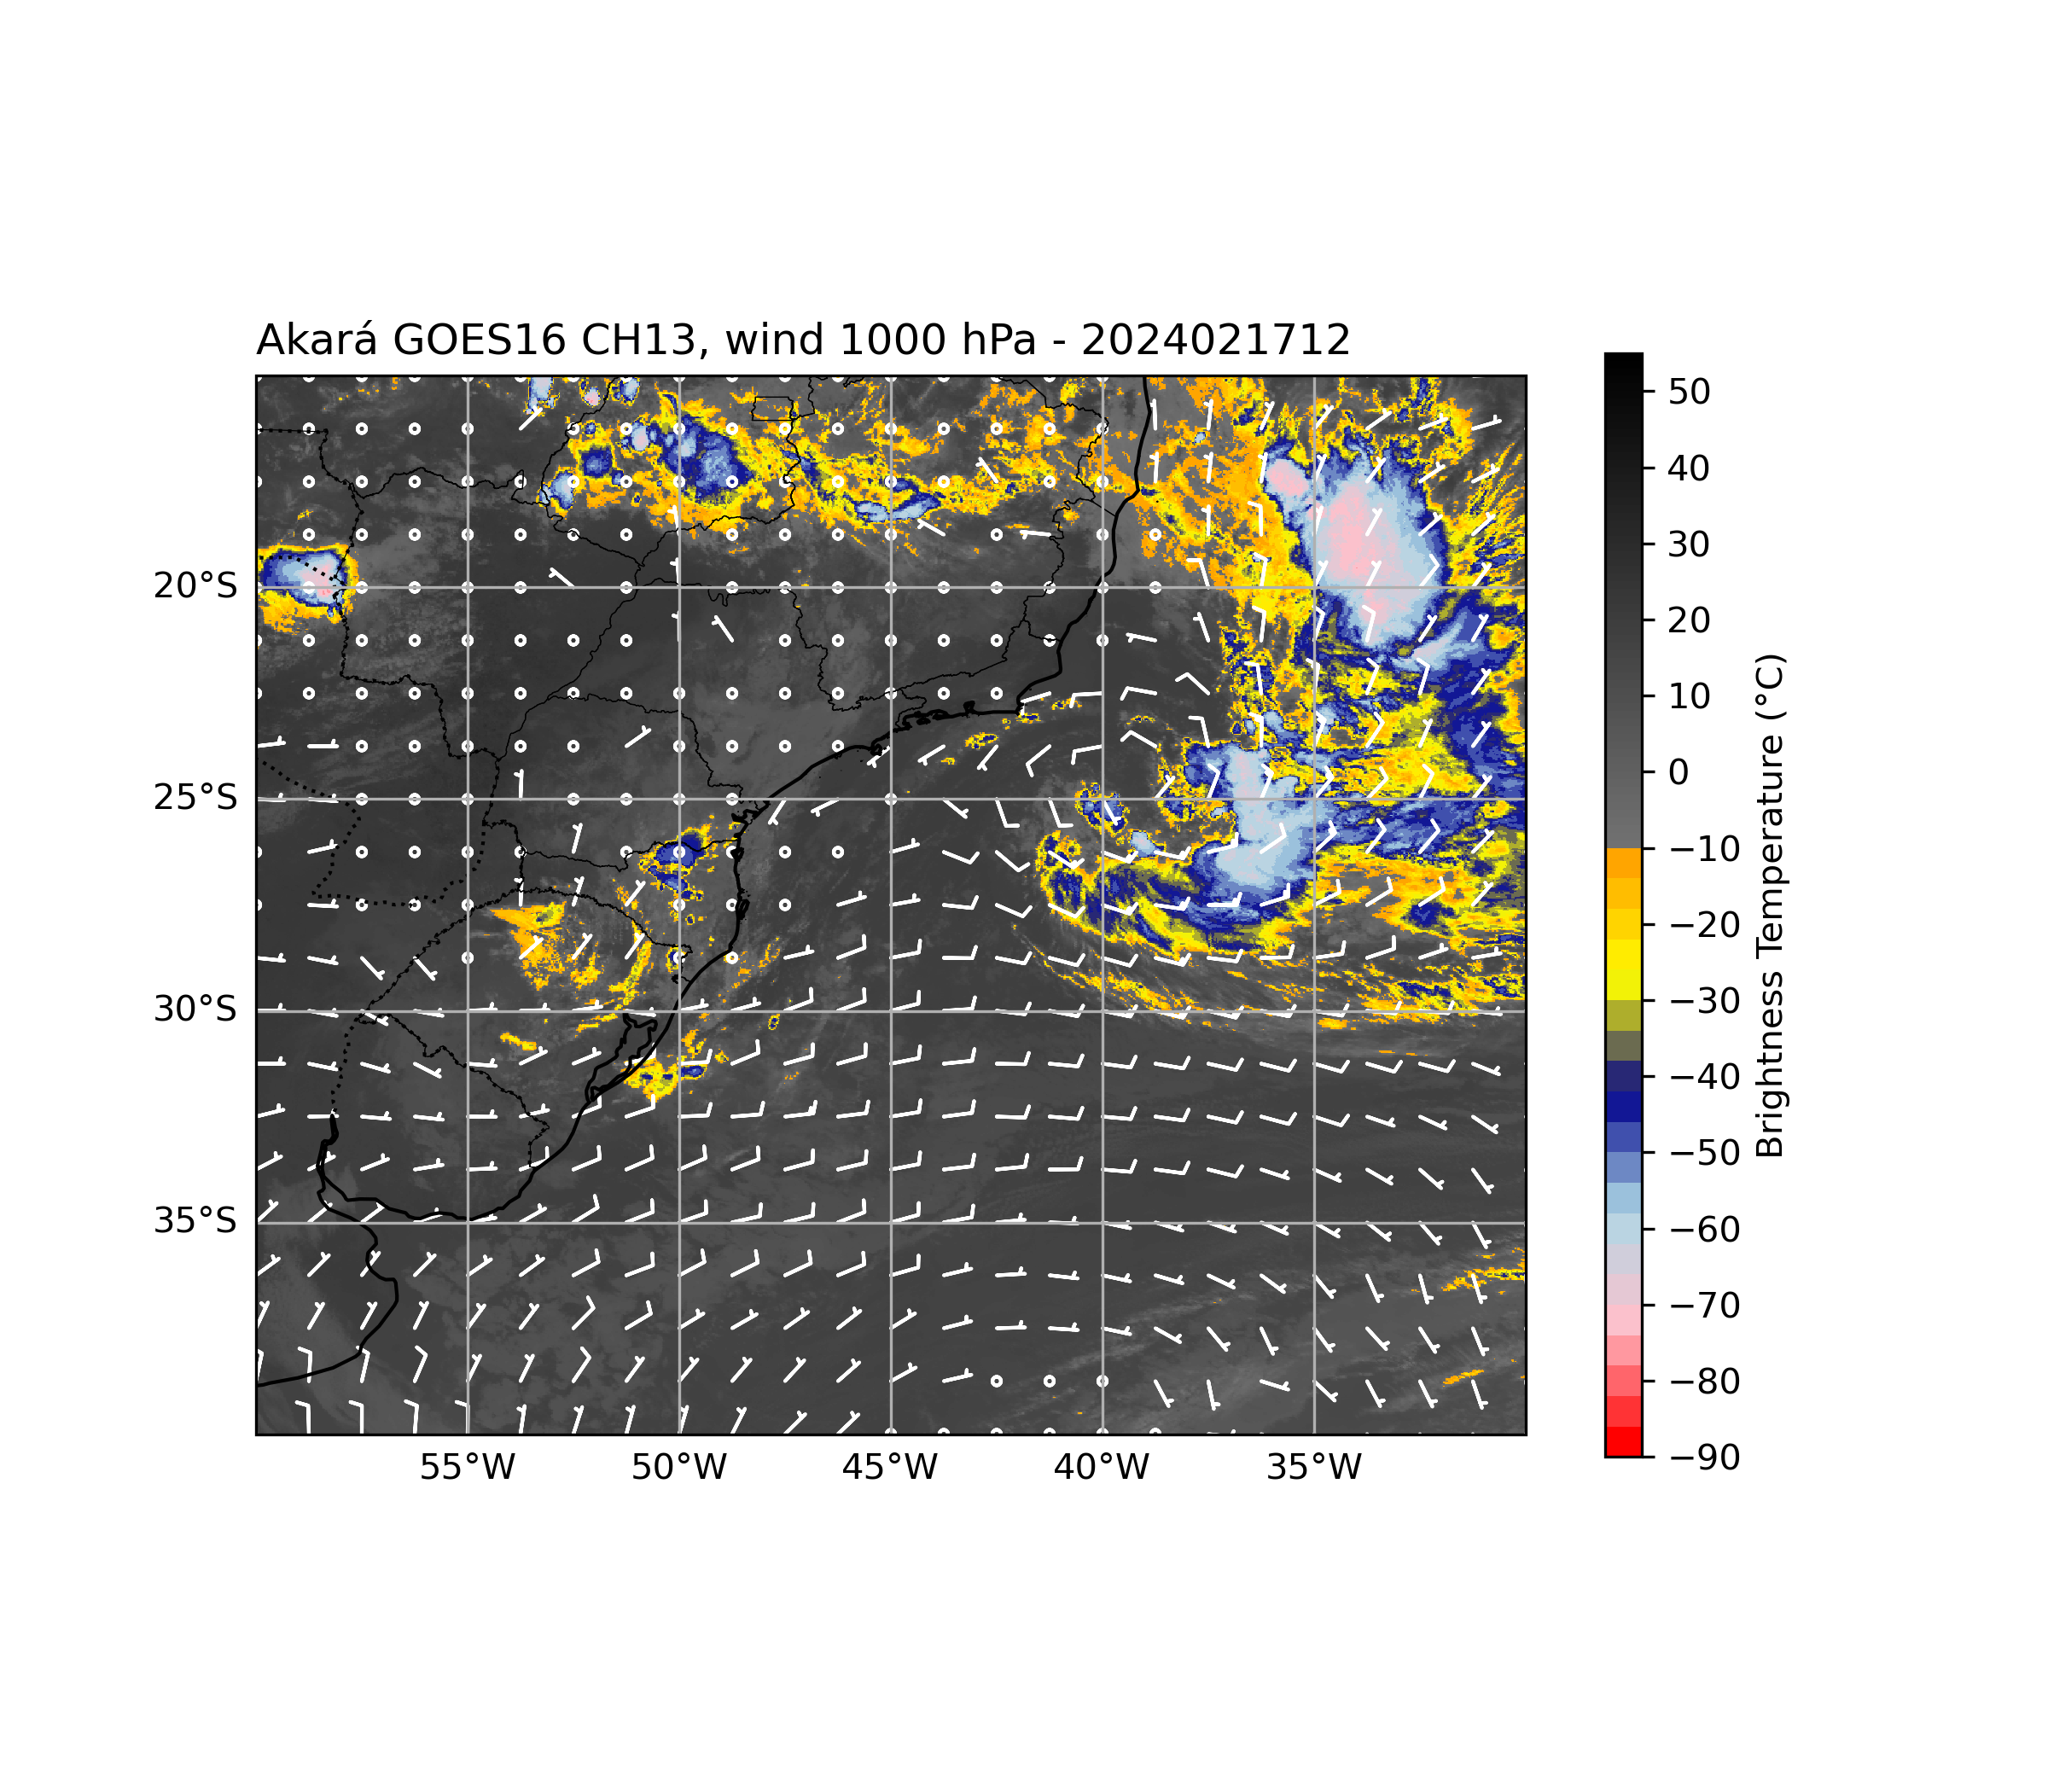 Akará GOES16 CH13, wind 1000 hPa - 2024021712
20°S
25°S
30°S
35°S
55°W
50°W
45°W
40°W
35°W
50
40
30
20
10
0
−10
−20
−30
−40
−50
−60
−70
−80
−90
Brightness Temperature (°C)